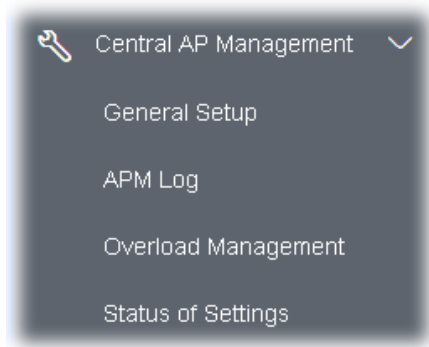 Central AP Management
General Setup
APM Log
Overload Management
Status of Settings